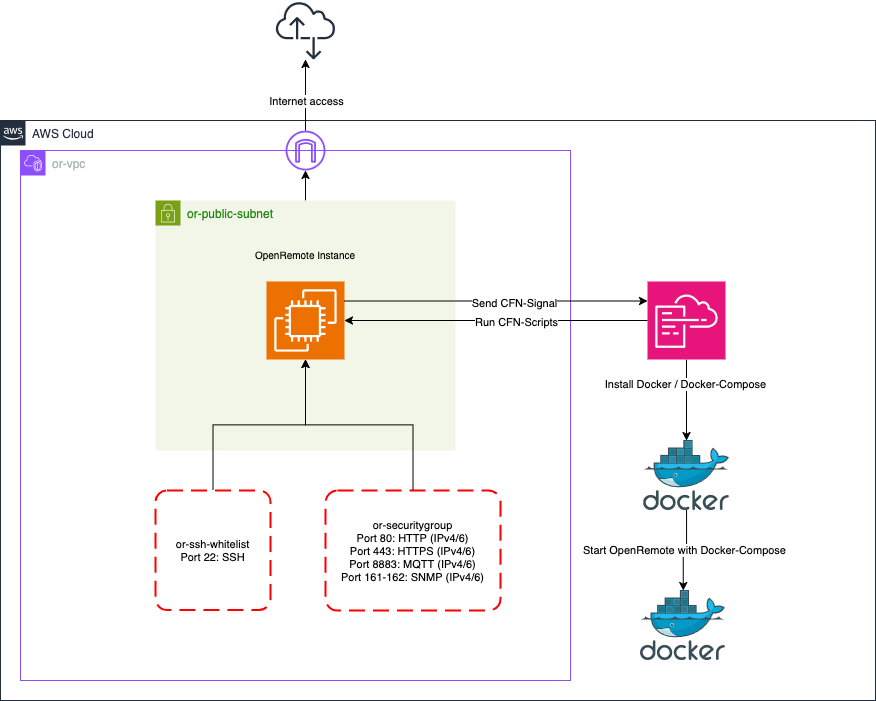 Internet access
aws
AWS Cloud
or-vpc
or-public-subnet
OpenRemote Instance
Send CFN-Signal
Run CFN-Scripts
Install Docker / Docker-Compose
docker
Start OpenRemote with Docker-Compose
docker
or-ssh-whitelist
Port 22: SSH
or-securitygroup
Port 80: HTTP (IPv4/6)
Port 443: HTTPS (IPv4/6)
Port 8883: MQTT (IPv4/6)
Port 161-162: SNMP (IPv4/6)